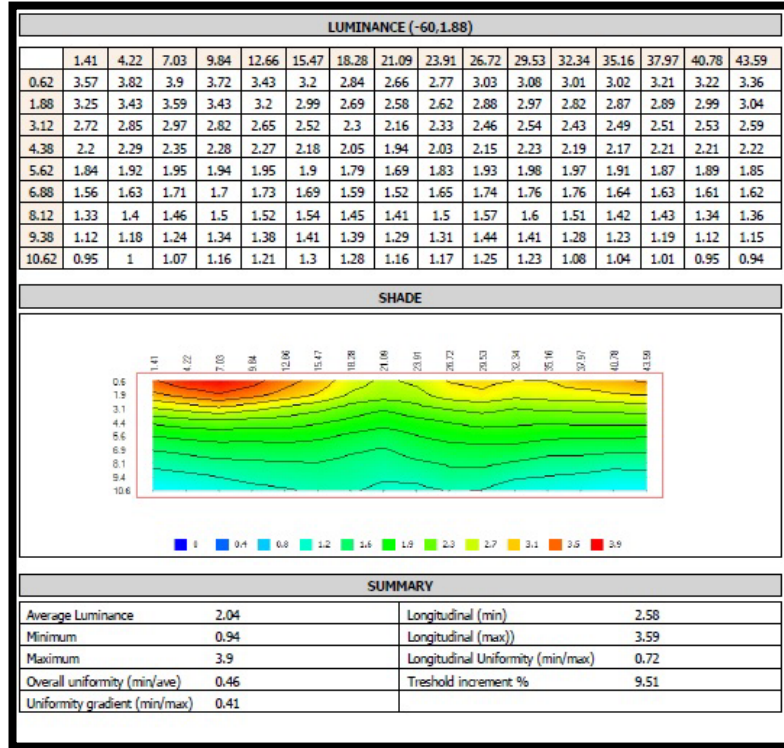 LUMINANCE (-60,1.88)
1.41 4.22 7.03 9.84 12.66 15.47 18.28 21.09 23.91 26.72 29.53 32.34 35.16 37.97 40.78 43.59
0.62 3.57 3.82 3.9 3.72 3.43 3.2 2.84 2.66 2.77 3.03 3.08 3.01 3.02 3.21 3.22 3.36
1.88 3.25 3.43 3.59 3.43 3.2 2.99 2.69 2.58 2.62 2.88 2.97 2.82 2.87 2.89 2.99 3.04
3.12 2.72 2.85 2.97 2.82 2.65 2.52 2.3 2.16 2.33 2.46 2.54 2.43 2.49 2.51 2.53 2.59
4.38 2.2 2.29 2.35 2.28 2.27 2.18 2.05 1.94 2.03 2.15 2.23 2.19 2.17 2.21 2.21 2.22
5.62 1.84 1.92 1.95 1.94 1.95 1.9 1.79 1.69 1.83 1.93 1.98 1.97 1.91 1.87 1.89 1.85
6.88 1.56 1.63 1.71 1.7 1.73 1.69 1.59 1.52 1.65 1.74 1.76 1.76 1.64 1.63 1.61 1.62
8.12 1.33 1.4 1.46 1.5 1.52 1.54 1.45 1.41 1.5 1.57 1.6 1.51 1.42 1.43 1.34 1.36
9.38 1.12 1.18 1.24 1.34 1.38 1.41 1.39 1.29 1.31 1.44 1.41 1.28 1.23 1.19 1.12 1.15
10.62 0.95 1 1.07 1.16 1.21 1.3 1.28 1.16 1.17 1.25 1.23 1.08 1.04 1.01 0.95 0.94
SHADE
1.41 4.22 7.03 9.84 12.66 15.47 18.28 21.09 23.91 26.72 29.53 32.34 35.16 37.97 40.78 43.59
0.6
1.9
3.1
4.4
5.6
6.9
8.1
9.4
10.6
0 0.4 0.8 1.2 1.6 1.9 2.3 2.7 3.1 3.5 3.9
SUMMARY
Average Luminance 2.04 Longitudinal (min) 2.58
Minimum 0.94 Longitudinal (max)) 3.59
Maximum 3.9 Longitudinal Uniformity (min/max) 0.72
Overall uniformity (min/ave) 0.46 Treshold increment % 9.51
Uniformity gradient (min/max) 0.41